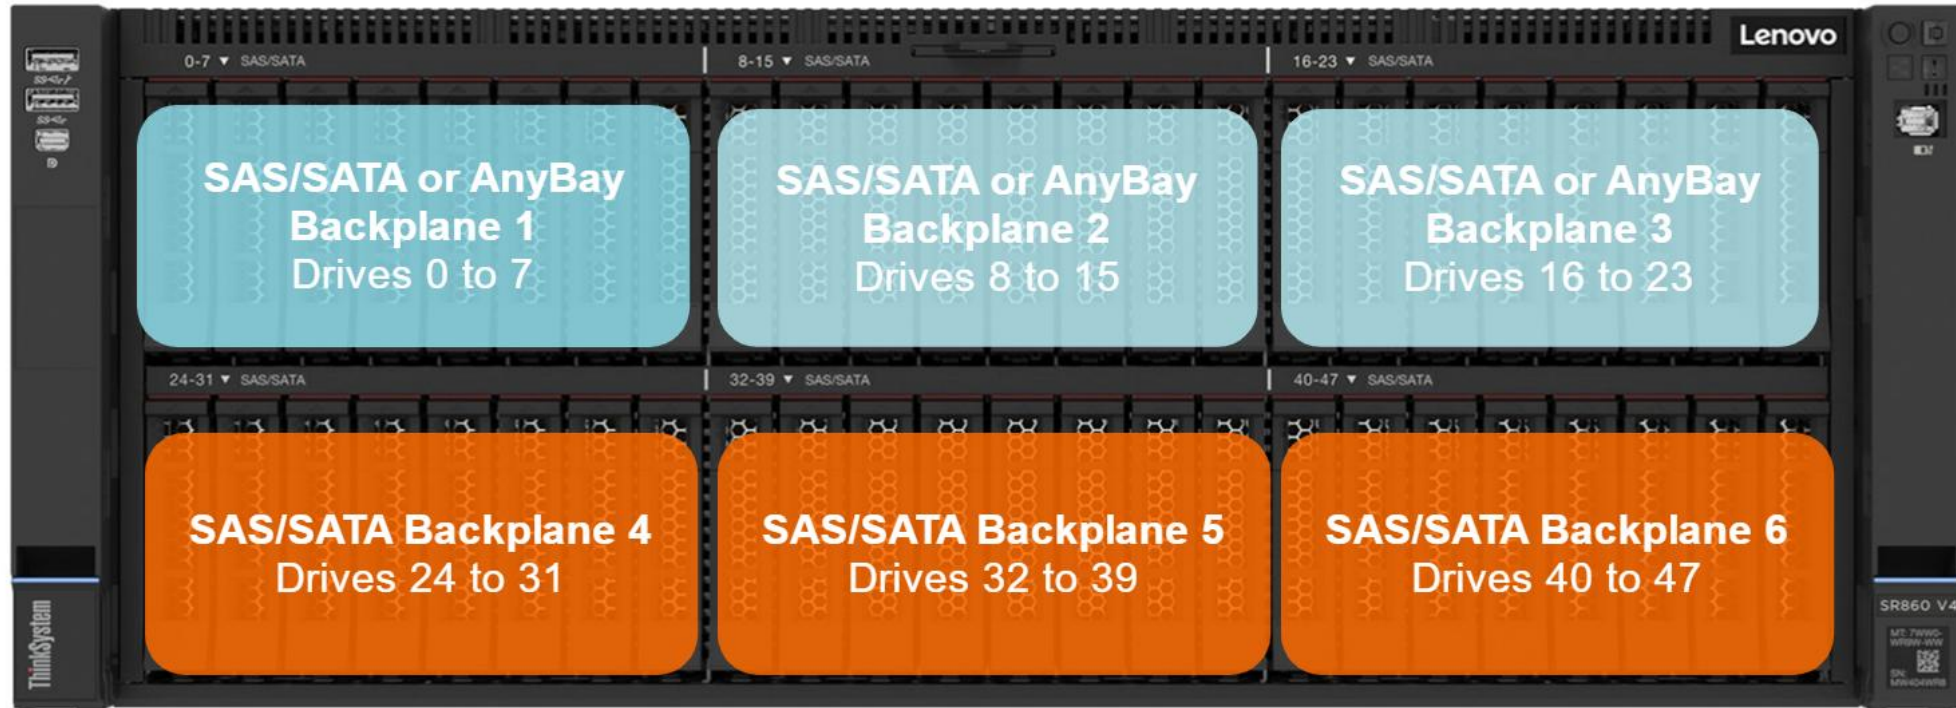 Lenovo
0-7 ▼ SAS/SATA
8-15 ▼ SAS/SATA
16-23 ▼ SAS/SATA
SAS/SATA or AnyBay
Backplane 1
Drives 0 to 7
SAS/SATA or AnyBay
Backplane 2
Drives 8 to 15
SAS/SATA or AnyBay
Backplane 3
Drives 16 to 23
24-31 ▼ SAS/SATA
32-39 ▼ SAS/SATA
40-47 ▼ SAS/SATA
SAS/SATA Backplane 4
Drives 24 to 31
SAS/SATA Backplane 5
Drives 32 to 39
SAS/SATA Backplane 6
Drives 40 to 47
ThinkSystem
SR860 V4
SN: